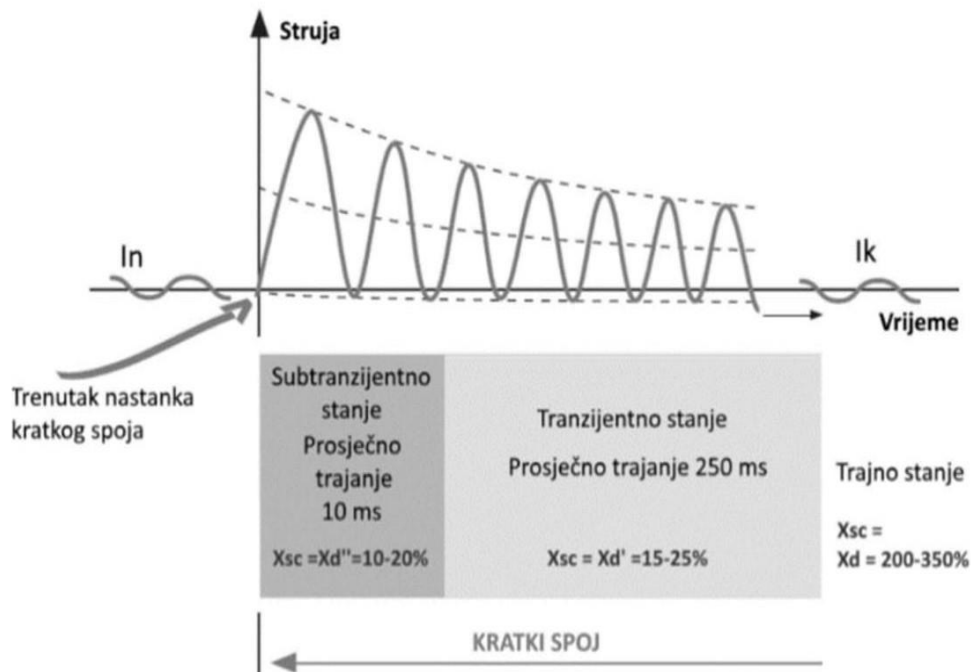 Struja
In
Ik
Vrijeme
Trenutak nastanka
kratkog spoja
Subtranzijentno
stanje
Prosječno
trajanje
10 ms
Xsc =Xd''=10-20%
Tranzijentno stanje
Prosječno trajanje 250 ms
Xsc = Xd' =15-25%
Trajno stanje
Xsc =
Xd = 200-350%
KRATKI SPOJ